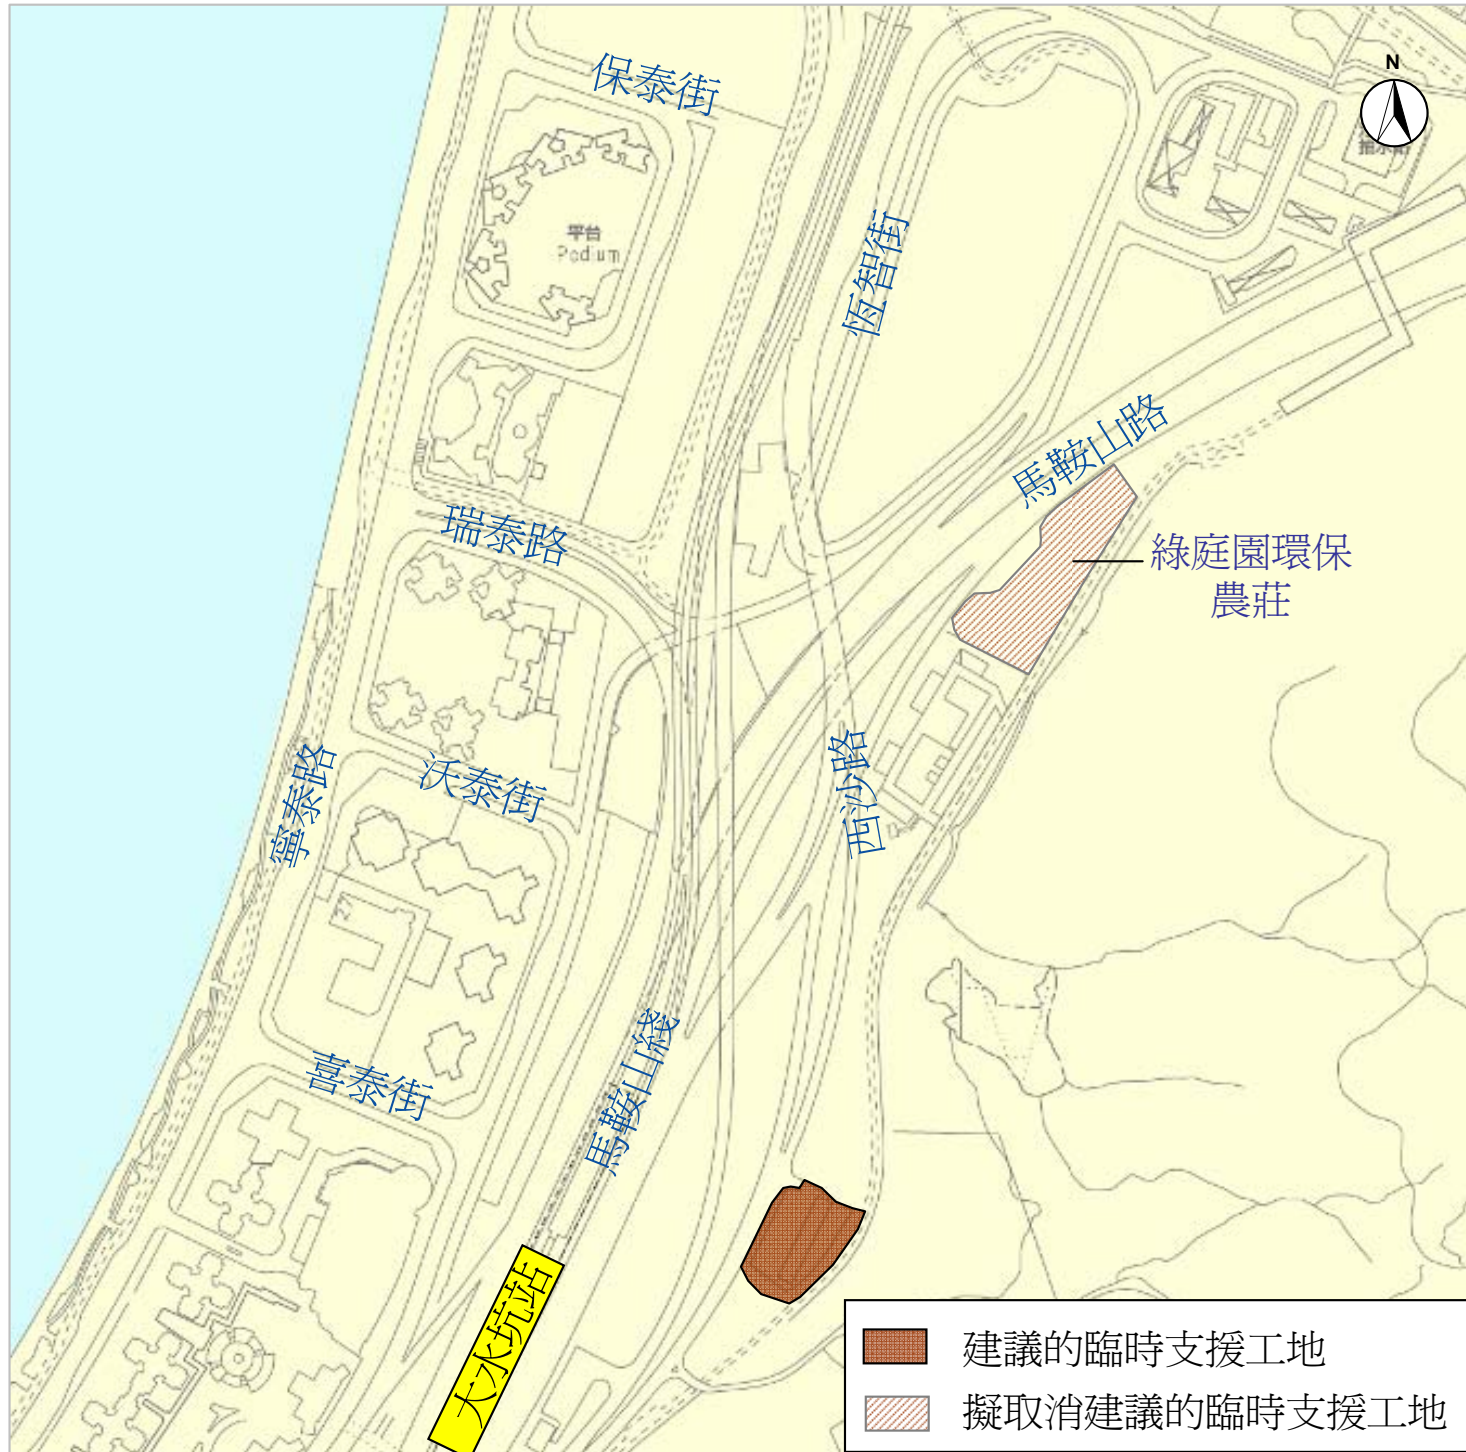 保泰街
N
抽水站
平台
Podium
恆智街
馬鞍山路
瑞泰路
綠庭園環保
農莊
寧泰路
沃泰街
西沙路
馬鞍山綫
喜泰街
大水坑站
建議的臨時支援工地
擬取消建議的臨時支援工地